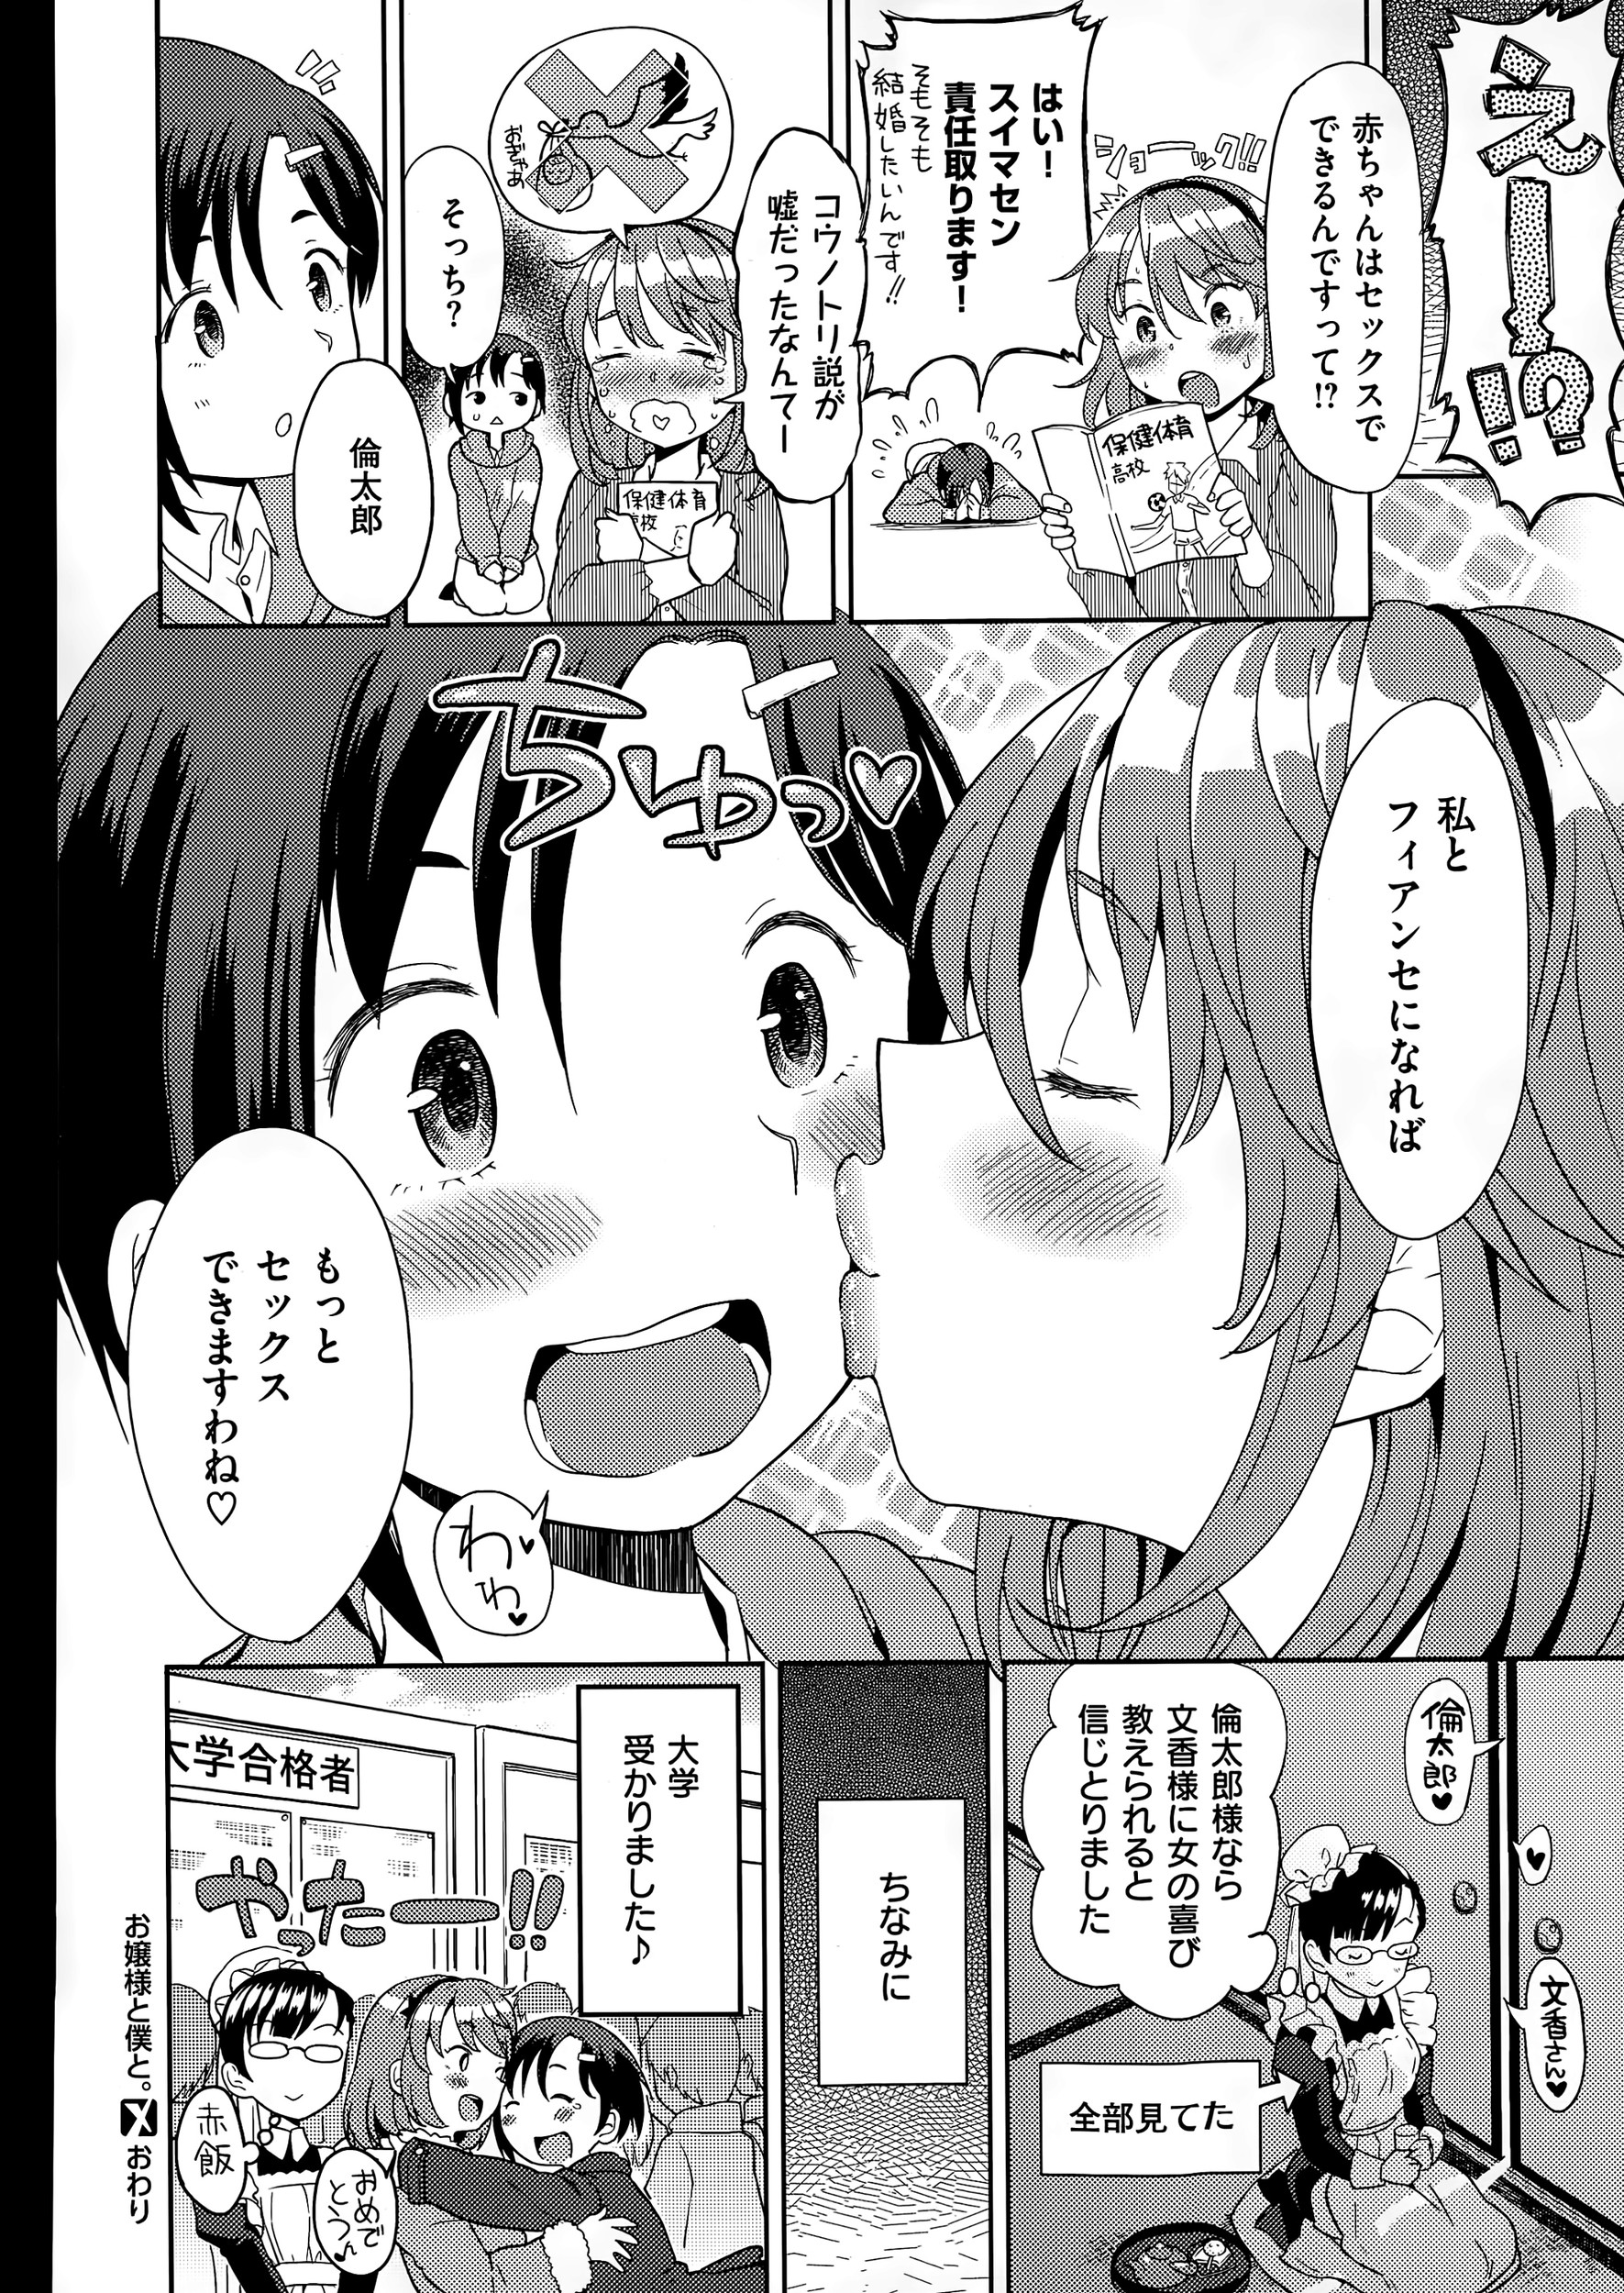 えーーっ!?
赤ちゃんはセックスで
できるんですって!?
ショーック!!
保健体育
高校
はい！
スイマセン
責任取ります！
そもそも
結婚したいんです!!
コウノトリ説が
嘘だったなんてー
おぎゃあ
保健体育
高校
そっち？
倫太郎
私と
フィアンセになれば
ちゅっ♡
もっと
セックス
できますわね♡
わ♥
わ♥
倫太郎♥
♥
文香さん♥
倫太郎様なら
文香様に女の喜び
教えられると
信じとりました
全部見てた
ちなみに
大学
受かりました♪
大学合格者
やったーー!!
おめで
とう♪
赤飯
お嬢様と僕と。 X おわり